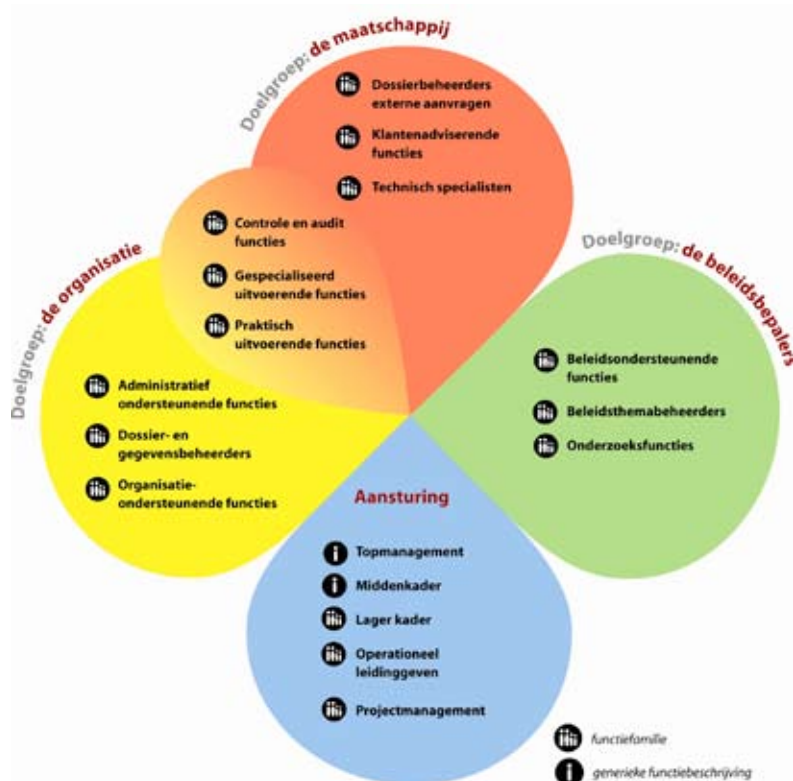 Doelgroep: de maatschappij
Dossierbeheerders
externe aanvragen
Klantenadviserende
functies
Technisch specialisten
Controle en audit
functies
Gespecialiseerd
uitvoerende functies
Praktisch
uitvoerende functies
Doelgroep: de organisatie
Administratief
ondersteunende functies
Dossier- en
gegevensbeheerders
Organisatie-
ondersteunende functies
Doelgroep: de beleidsbepalers
Beleidsondersteunende
functies
Beleidsthemabeheerders
Onderzoeksfuncties
Aansturing
Topmanagement
Middenkader
Lager kader
Operationeel
leidinggeven
Projectmanagement
functiefamilie
generieke functiebeschrijving